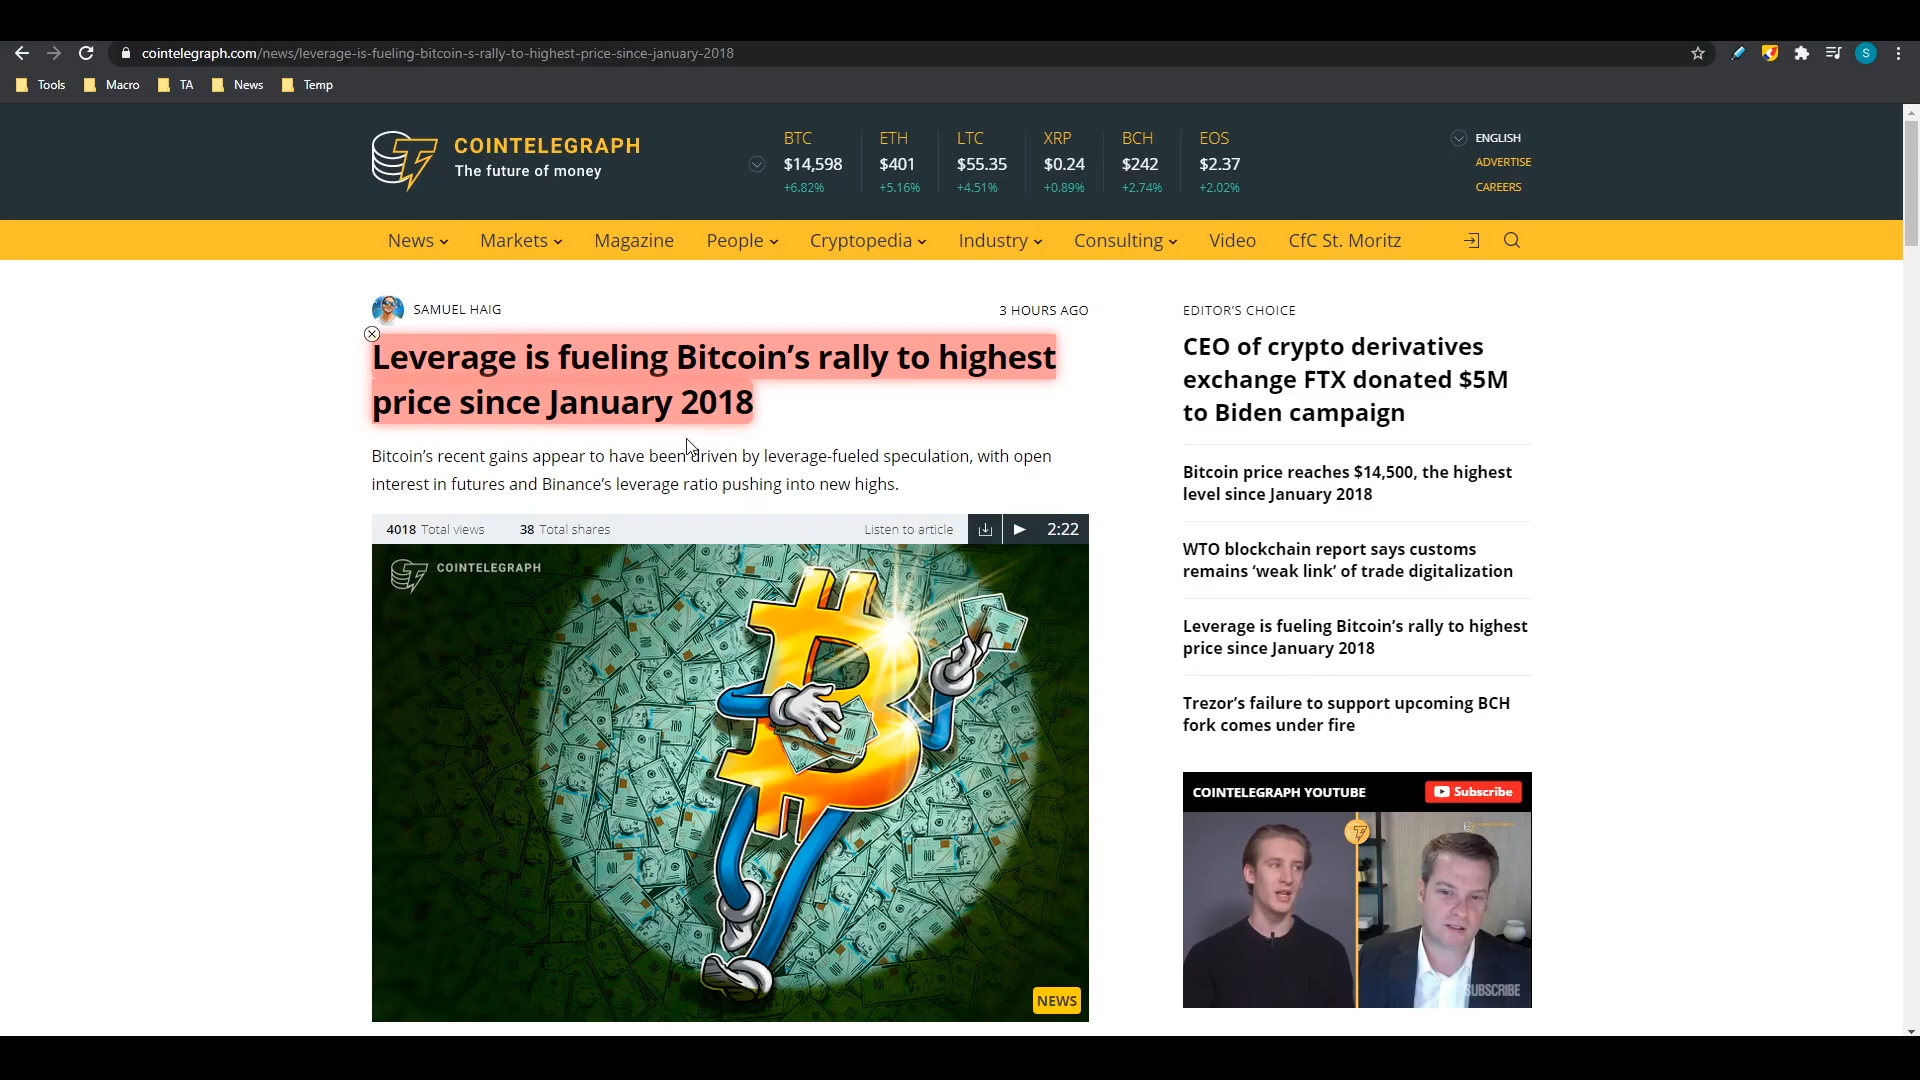 cointelegraph.com/news/leverage-is-fueling-bitcoin-s-rally-to-highest-price-since-january-2018
S
Tools Macro TA News Temp
COINTELEGRAPH
The future of money
BTC ETH LTC XRP BCH EOS
$14,598 $401 $55.35 $0.24 $242 $2.37
+6.82% +5.16% +4.51% +0.89% +2.74% +2.02%
ENGLISH
ADVERTISE
CAREERS
News Markets Magazine People Cryptopedia Industry Consulting Video CfC St. Moritz
SAMUEL HAIG
3 HOURS AGO
Leverage is fueling Bitcoin’s rally to highest
price since January 2018
Bitcoin’s recent gains appear to have been driven by leverage-fueled speculation, with open
interest in futures and Binance’s leverage ratio pushing into new highs.
4018 Total views 38 Total shares Listen to article 2:22
COINTELEGRAPH
NEWS
EDITOR’S CHOICE
CEO of crypto derivatives
exchange FTX donated $5M
to Biden campaign
Bitcoin price reaches $14,500, the highest
level since January 2018
WTO blockchain report says customs
remains ‘weak link’ of trade digitalization
Leverage is fueling Bitcoin’s rally to highest
price since January 2018
Trezor’s failure to support upcoming BCH
fork comes under fire
COINTELEGRAPH YOUTUBE Subscribe
SUBSCRIBE